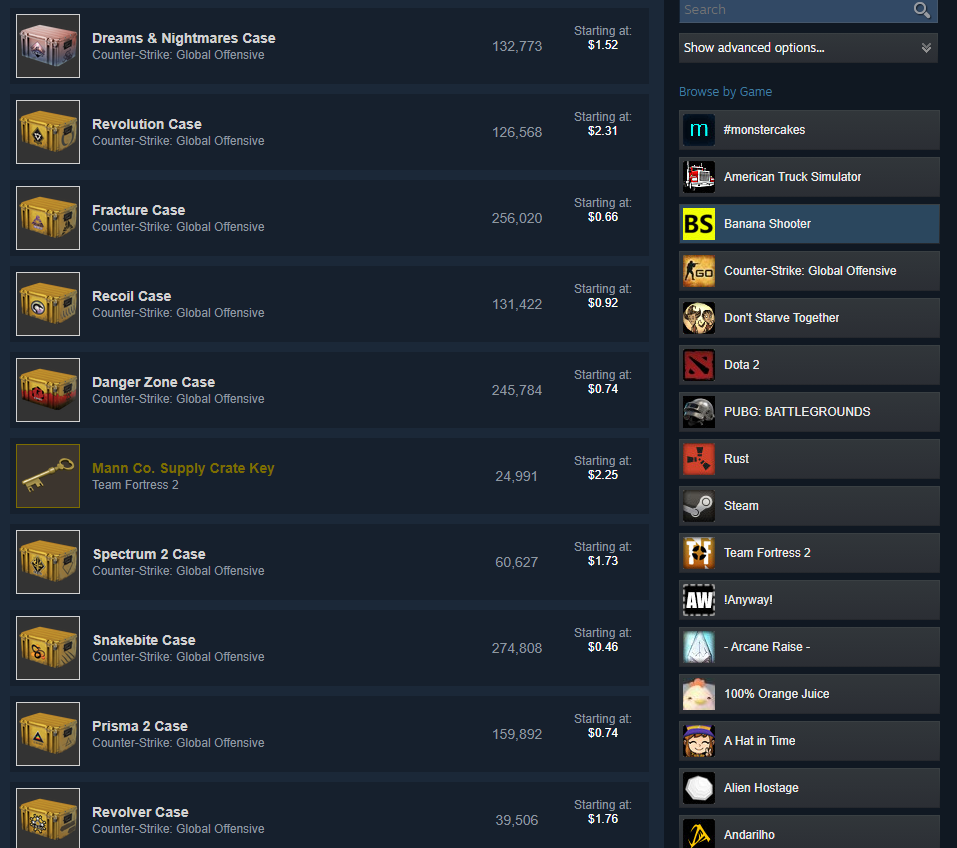 Dreams & Nightmares Case
Counter-Strike: Global Offensive
132,773
Starting at:
$1.52
Revolution Case
Counter-Strike: Global Offensive
126,568
Starting at:
$2.31
Fracture Case
Counter-Strike: Global Offensive
256,020
Starting at:
$0.66
Recoil Case
Counter-Strike: Global Offensive
131,422
Starting at:
$0.92
Danger Zone Case
Counter-Strike: Global Offensive
245,784
Starting at:
$0.74
Mann Co. Supply Crate Key
Team Fortress 2
24,991
Starting at:
$2.25
Spectrum 2 Case
Counter-Strike: Global Offensive
60,627
Starting at:
$1.73
Snakebite Case
Counter-Strike: Global Offensive
274,808
Starting at:
$0.46
Prisma 2 Case
Counter-Strike: Global Offensive
159,892
Starting at:
$0.74
Revolver Case
Counter-Strike: Global Offensive
39,506
Starting at:
$1.76
Search
Show advanced options...
Browse by Game
m #monstercakes
American Truck Simulator
BS Banana Shooter
GO Counter-Strike: Global Offensive
Don't Starve Together
Dota 2
PUBG: BATTLEGROUNDS
Rust
Steam
TF Team Fortress 2
AW !Anyway!
- Arcane Raise -
100% Orange Juice
A Hat in Time
Alien Hostage
Andarilho